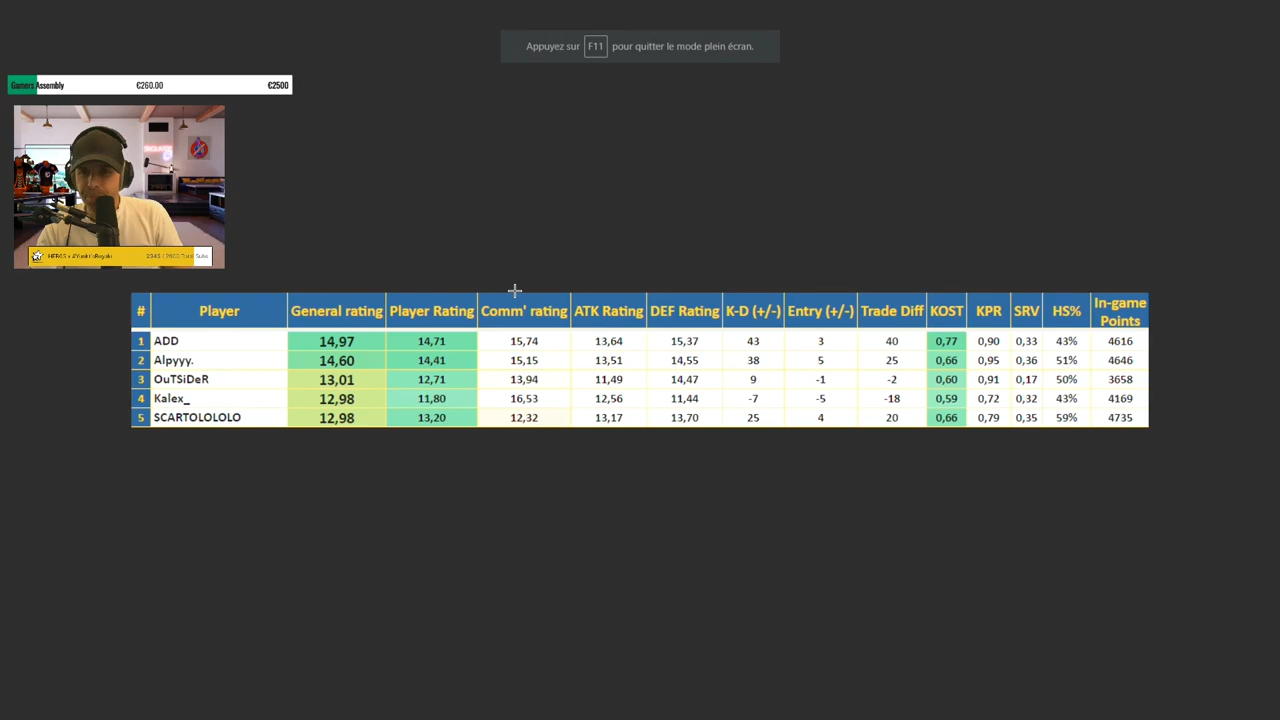 Appuyez sur F11 pour quitter le mode plein écran.
Gamers Assembly €260.00 €2500
# Player General rating Player Rating Comm' rating ATK Rating DEF Rating K-D (+/-) Entry (+/-) Trade Diff KOST KPR SRV HS% In-game Points
1 ADD 14,97 14,71 15,74 13,64 15,37 43 3 40 0,77 0,90 0,33 43% 4616
2 Alpyyy. 14,60 14,41 15,15 13,51 14,55 38 5 25 0,66 0,95 0,36 51% 4646
3 OuTSiDeR 13,01 12,71 13,94 11,49 14,47 9 -1 -2 0,60 0,91 0,17 50% 3658
4 Kalex_ 12,98 11,80 16,53 12,56 11,44 -7 -5 -18 0,59 0,72 0,32 43% 4169
5 SCARTOLOLOLO 12,98 13,20 12,32 13,17 13,70 25 4 20 0,66 0,79 0,35 59% 4735